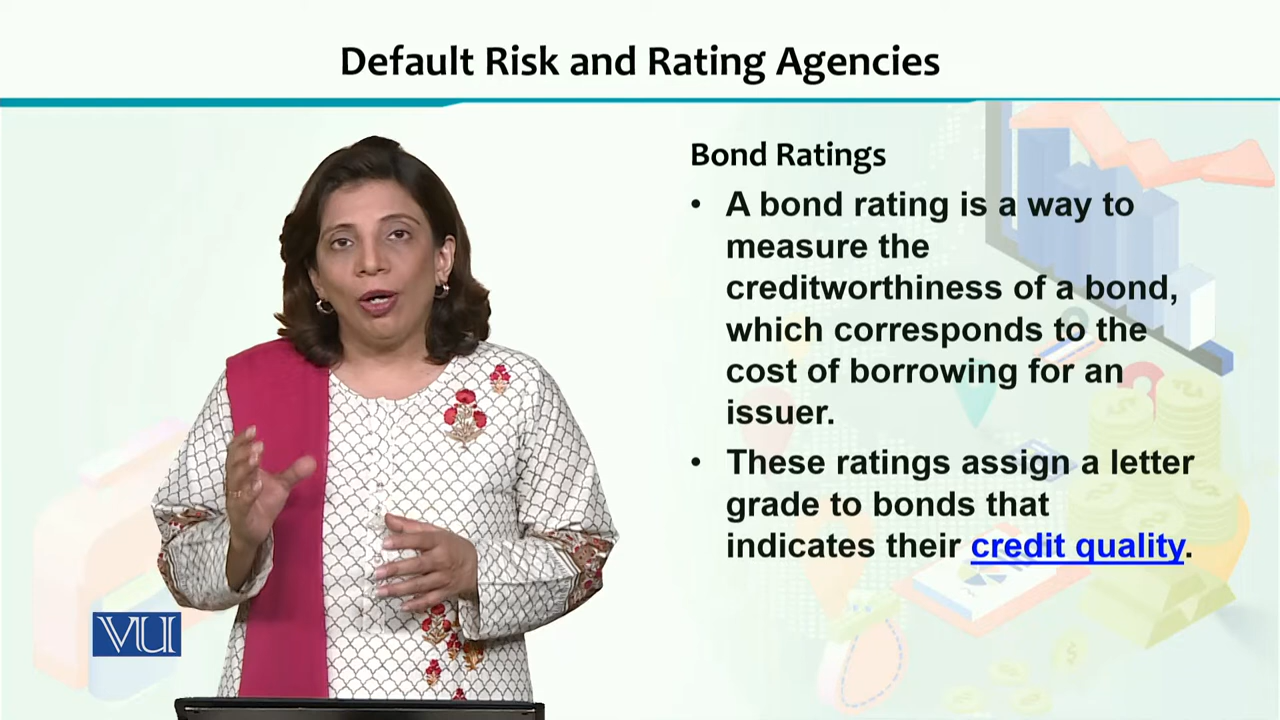 Default Risk and Rating Agencies
Bond Ratings
• A bond rating is a way to
measure the
creditworthiness of a bond,
which corresponds to the
cost of borrowing for an
issuer.
• These ratings assign a letter
grade to bonds that
indicates their credit quality.
VU